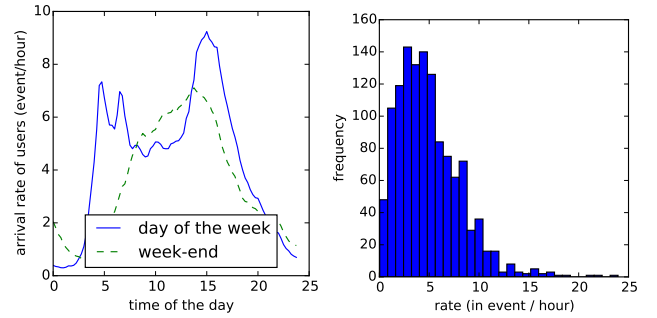 arrival rate of users (event/hour)
10
8
6
4
2
0
day of the week
week-end
0 5 10 15 20 25
time of the day
frequency
160
140
120
100
80
60
40
20
0
0 5 10 15 20 25
rate (in event / hour)